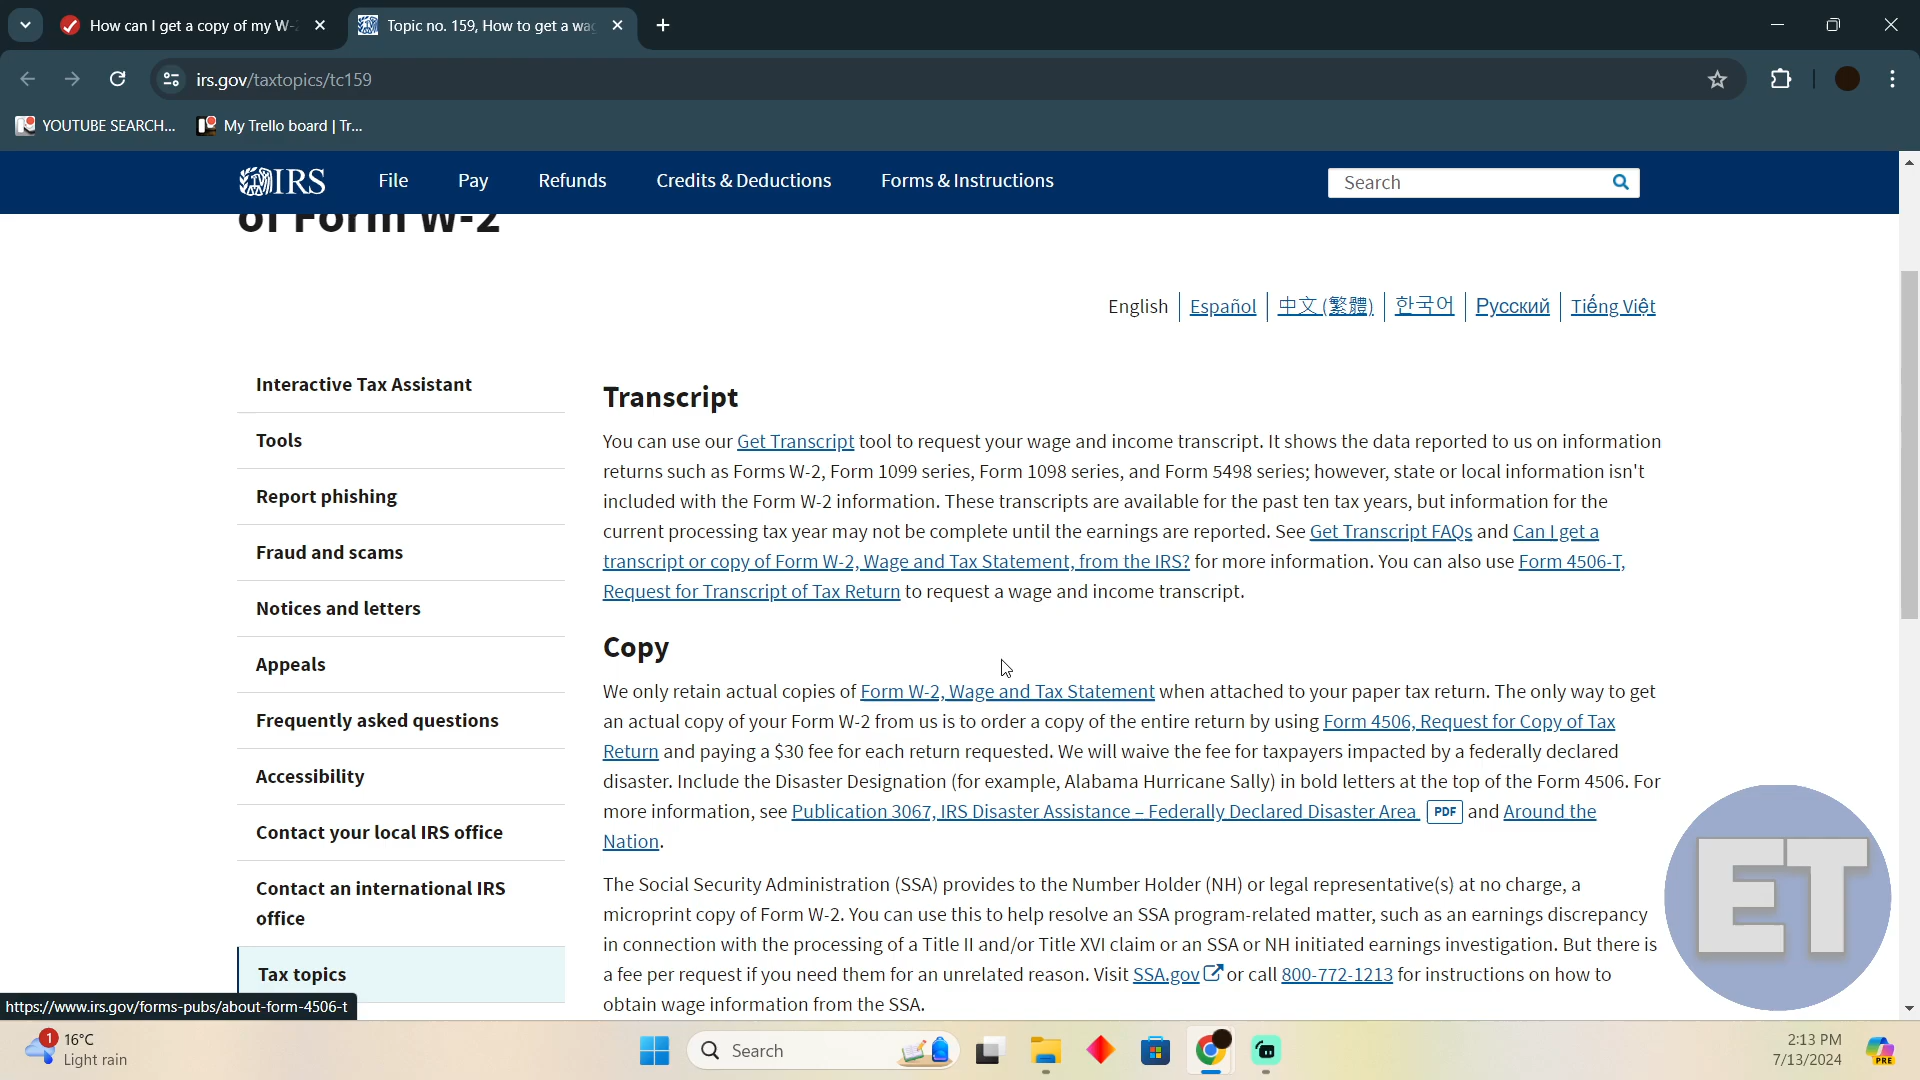 How can I get a copy of my W-
Topic no. 159, How to get a wa
irs.gov/taxtopics/tc159
YOUTUBE SEARCH...
My Trello board | Tr...
IRS
File
Pay
Refunds
Credits & Deductions
Forms & Instructions
Search
of Form W-2
English
Español
中文 (繁體)
한국어
Русский
Tiếng Việt
Interactive Tax Assistant
Tools
Report phishing
Fraud and scams
Notices and letters
Appeals
Frequently asked questions
Accessibility
Contact your local IRS office
Contact an international IRS
office
Tax topics
Transcript
You can use our Get Transcript tool to request your wage and income transcript. It shows the data reported to us on information
returns such as Forms W-2, Form 1099 series, Form 1098 series, and Form 5498 series; however, state or local information isn't
included with the Form W-2 information. These transcripts are available for the past ten tax years, but information for the
current processing tax year may not be complete until the earnings are reported. See Get Transcript FAQs and Can I get a
transcript or copy of Form W-2, Wage and Tax Statement, from the IRS? for more information. You can also use Form 4506-T,
Request for Transcript of Tax Return to request a wage and income transcript.
Copy
We only retain actual copies of Form W-2, Wage and Tax Statement when attached to your paper tax return. The only way to get
an actual copy of your Form W-2 from us is to order a copy of the entire return by using Form 4506, Request for Copy of Tax
Return and paying a $30 fee for each return requested. We will waive the fee for taxpayers impacted by a federally declared
disaster. Include the Disaster Designation (for example, Alabama Hurricane Sally) in bold letters at the top of the Form 4506. For
more information, see Publication 3067, IRS Disaster Assistance – Federally Declared Disaster Area PDF and Around the
Nation.
The Social Security Administration (SSA) provides to the Number Holder (NH) or legal representative(s) at no charge, a
microprint copy of Form W-2. You can use this to help resolve an SSA program-related matter, such as an earnings discrepancy
in connection with the processing of a Title II and/or Title XVI claim or an SSA or NH initiated earnings investigation. But there is
a fee per request if you need them for an unrelated reason. Visit SSA.gov or call 800-772-1213 for instructions on how to
obtain wage information from the SSA.
ET
https://www.irs.gov/forms-pubs/about-form-4506-t
1
16°C
Light rain
Search
2:13 PM
7/13/2024
PRE